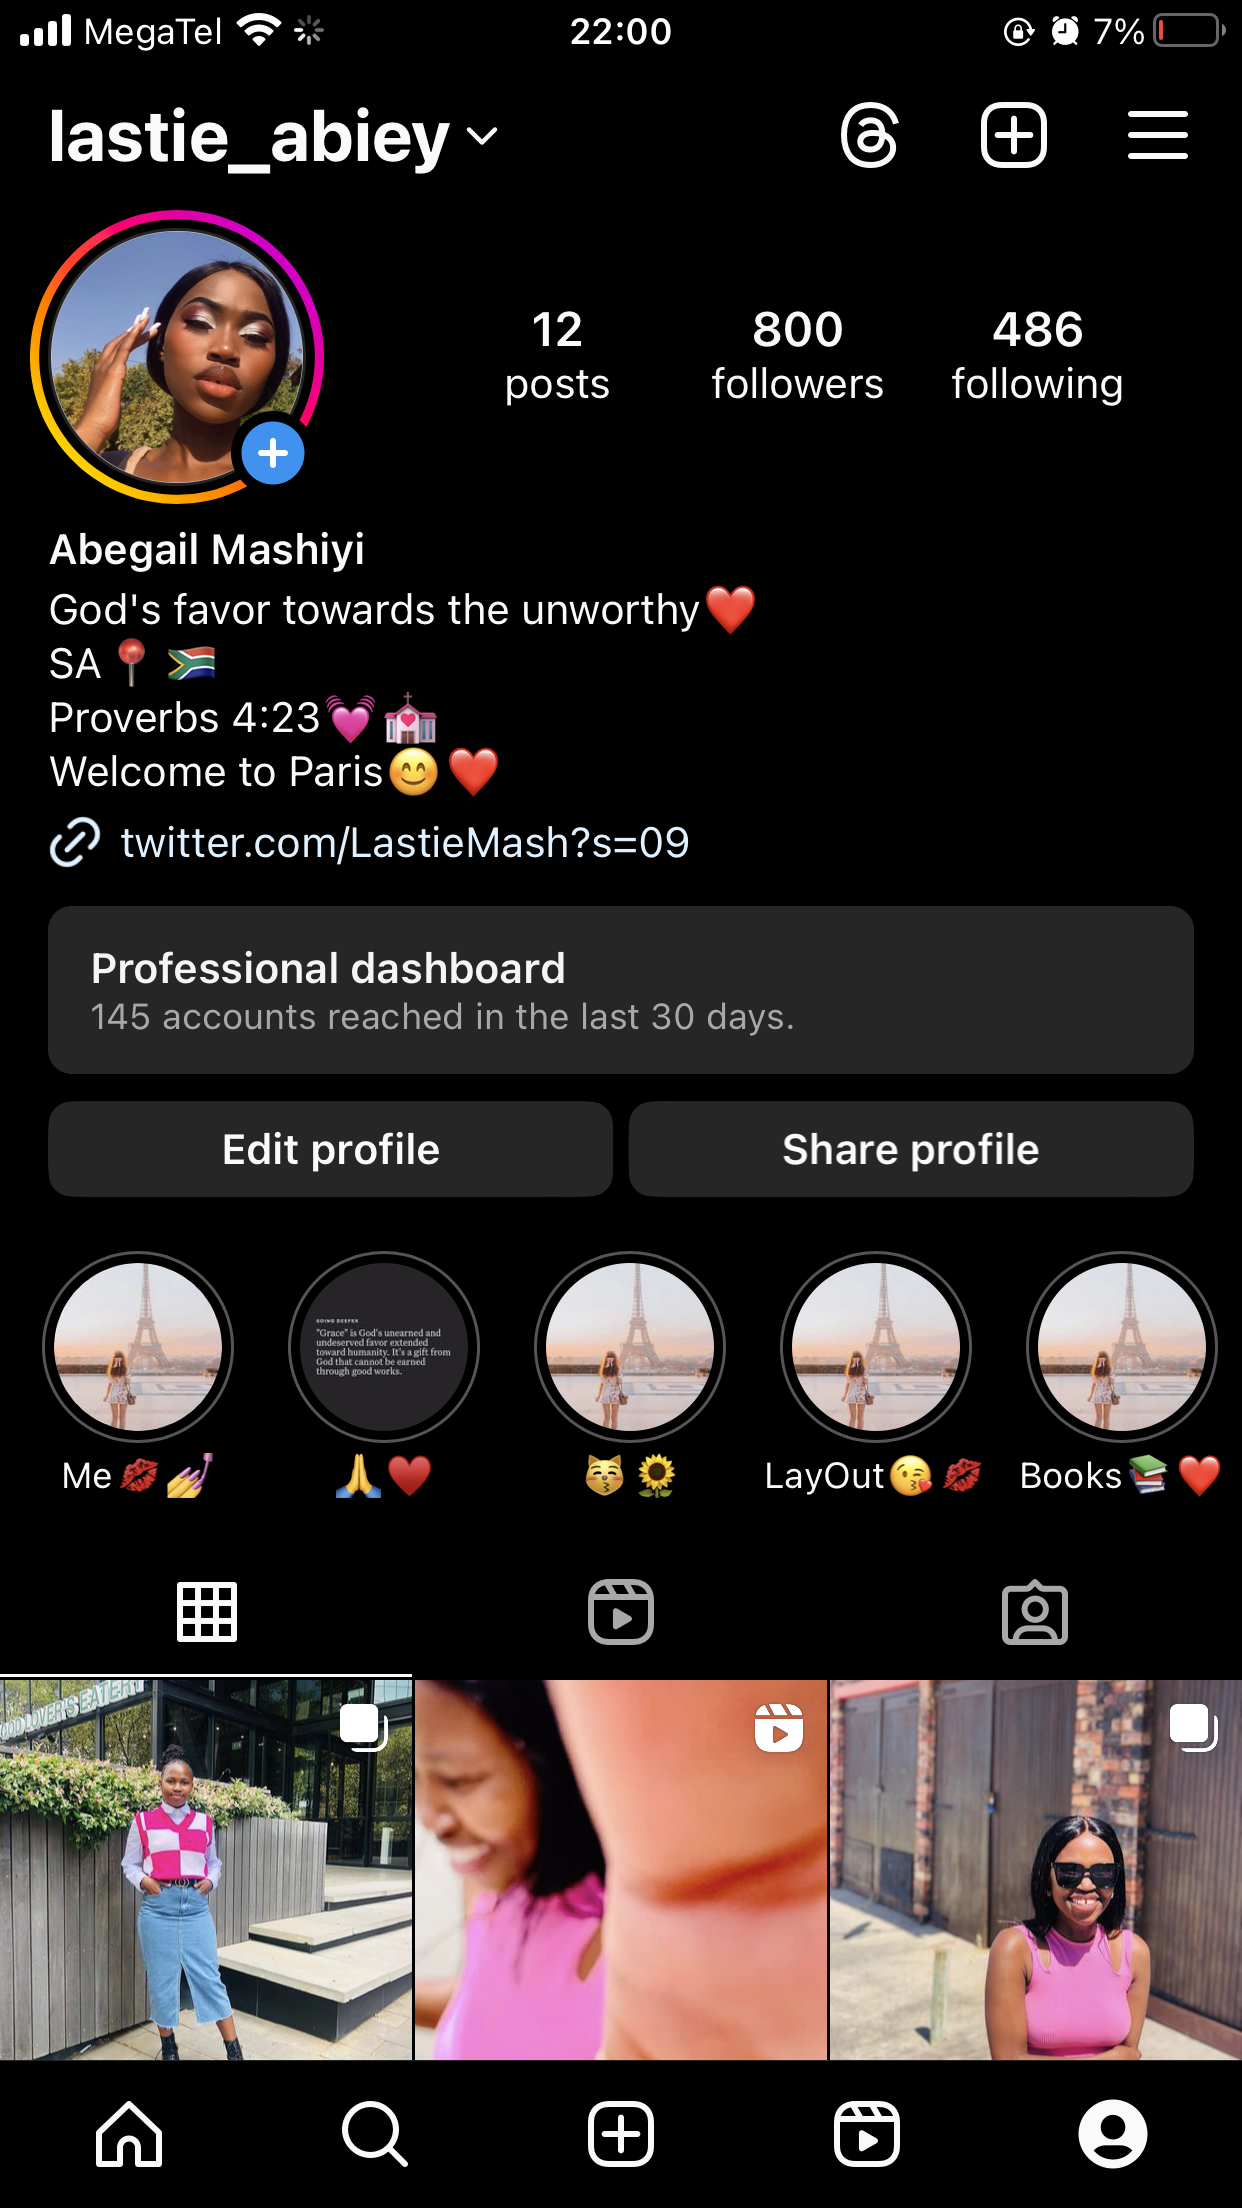 MegaTel 22:00 7%
lastie_abiey
12 800 486
posts followers following
Abegail Mashiyi
God's favor towards the unworthy❤️
SA📍 🇿🇦
Proverbs 4:23💓💒
Welcome to Paris😊❤️
twitter.com/LastieMash?s=09
Professional dashboard
145 accounts reached in the last 30 days.
Edit profile Share profile
GOING DEEPER
"Grace" is God's unearned and
undeserved favor extended
toward humanity. It's a gift from
God that cannot be earned
through good works.
Me💋💅 🙏♥️ 😽🌻 LayOut😘💋 Books📚❤️
OOD LOVER'S EATERY